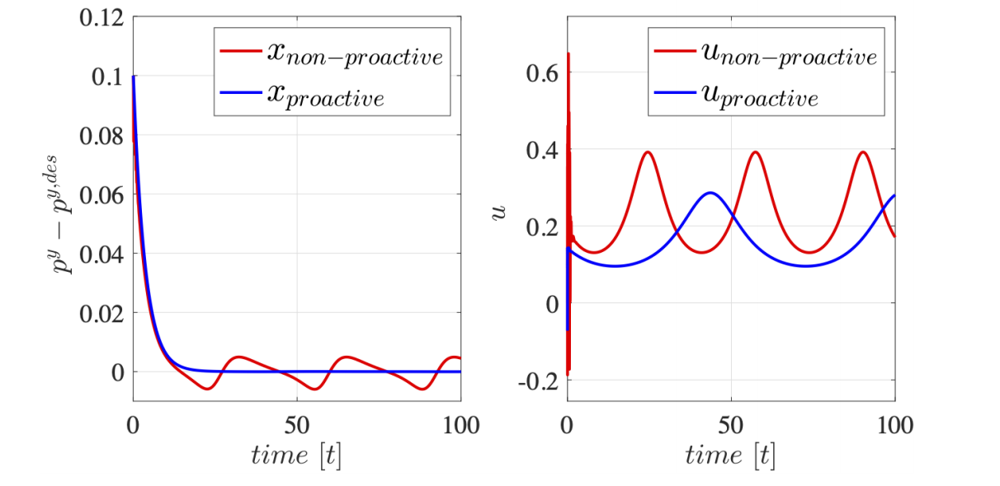 0.12
0.1
0.08
0.06
0.04
0.02
0
p^y − p^{y,des}
x_{non−proactive}
x_{proactive}
0 50 100
time [t]
0.6
0.4
0.2
0
-0.2
u
u_{non−proactive}
u_{proactive}
0 50 100
time [t]